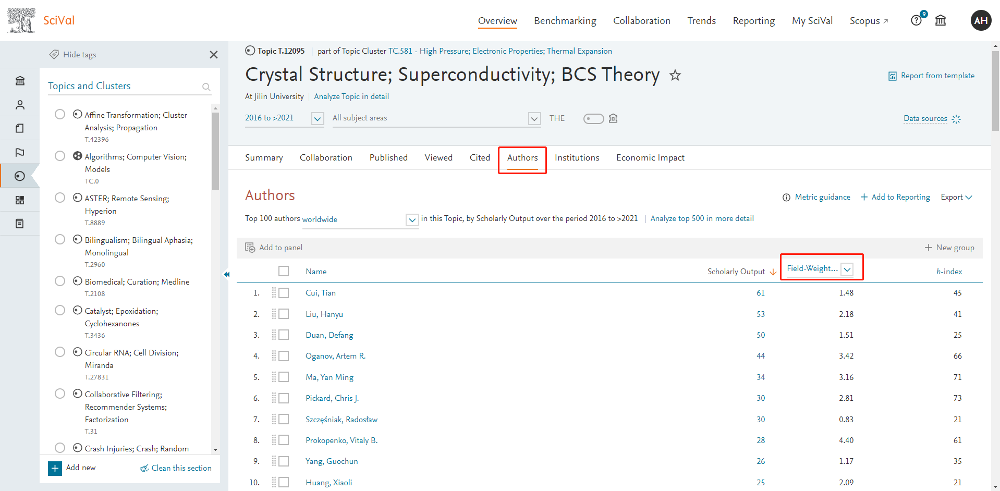 SciVal
Overview
Benchmarking
Collaboration
Trends
Reporting
My SciVal
Scopus ↗
? 9
AH
Hide tags
Topics and Clusters
Affine Transformation; Cluster
Analysis; Propagation
T.42396
Algorithms; Computer Vision;
Models
TC.0
ASTER; Remote Sensing;
Hyperion
T.8889
Bilingualism; Bilingual Aphasia;
Monolingual
T.2960
Biomedical; Curation; Medline
T.2108
Catalyst; Epoxidation;
Cyclohexanones
T.3436
Circular RNA; Cell Division;
Miranda
T.27831
Collaborative Filtering;
Recommender Systems;
Factorization
T.31
Crash Injuries; Crash; Random
+ Add new
Clean this section
Topic T.12095 | part of Topic Cluster TC.581 - High Pressure; Electronic Properties; Thermal Expansion
Crystal Structure; Superconductivity; BCS Theory
Report from template
At Jilin University | Analyze Topic in detail
2016 to >2021
All subject areas
THE
Data sources
Summary
Collaboration
Published
Viewed
Cited
Authors
Institutions
Economic Impact
Authors
Metric guidance
+ Add to Reporting
Export
Top 100 authors worldwide in this Topic, by Scholarly Output over the period 2016 to >2021 | Analyze top 500 in more detail
Add to panel
+ New group
Name Scholarly Output ↓ Field-Weight... h-index
1. Cui, Tian 61 1.48 45
2. Liu, Hanyu 53 2.18 41
3. Duan, Defang 50 1.51 25
4. Oganov, Artem R. 44 3.42 66
5. Ma, Yan Ming 34 3.16 71
6. Pickard, Chris J. 30 2.81 73
7. Szczęśniak, Radosław 30 0.83 21
8. Prokopenko, Vitaly B. 28 4.40 61
9. Yang, Guochun 26 1.17 35
10. Huang, Xiaoli 25 2.09 21